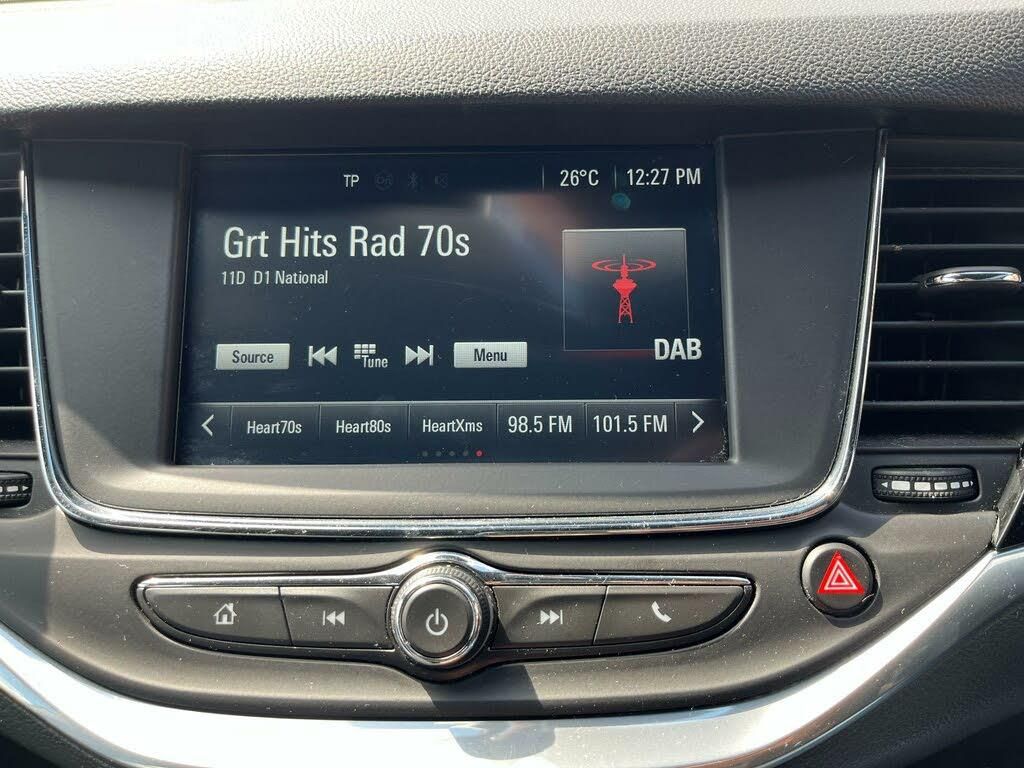 TP 26°C 12:27 PM
Grt Hits Rad 70s
11D D1 National
Source Tune Menu
DAB
Heart70s Heart80s HeartXms 98.5 FM 101.5 FM